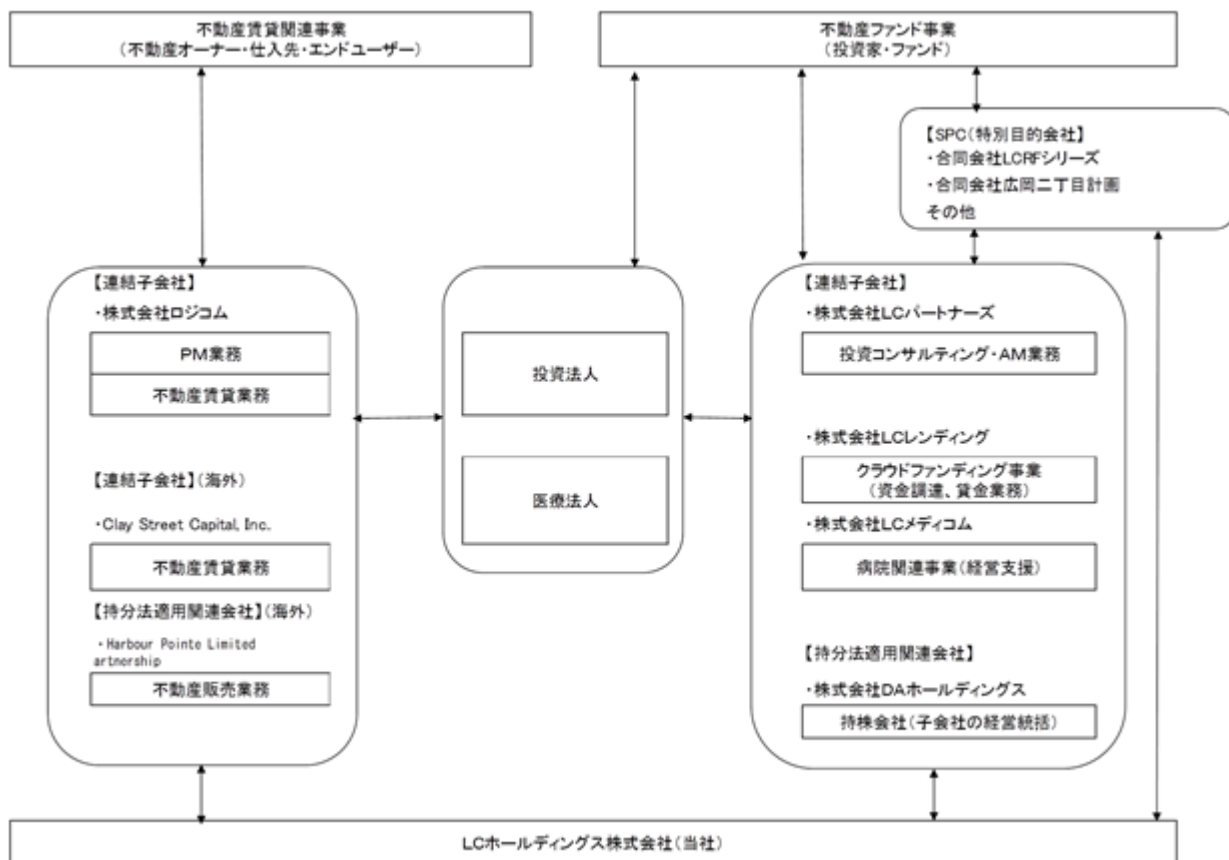 不動産賃貸関連事業
(不動産オーナー・仕入先・エンドユーザー)
不動産ファンド事業
(投資家・ファンド)
【SPC(特別目的会社】
・合同会社LCRFシリーズ
・合同会社広岡二丁目計画
その他
【連結子会社】
・株式会社ロジコム
PM業務
不動産賃貸業務
【連結子会社】(海外)
・Clay Street Capital, Inc.
不動産賃貸業務
【持分法適用関連会社】(海外)
・Harbour Pointe Limited
artnership
不動産販売業務
投資法人
医療法人
【連結子会社】
・株式会社LCパートナーズ
投資コンサルティング・AM業務
・株式会社LCレンディング
クラウドファンディング事業
(資金調達、貸金業務)
・株式会社LCメディコム
病院関連事業(経営支援)
【持分法適用関連会社】
・株式会社DAホールディングス
持株会社(子会社の経営統括)
LCホールディングス株式会社(当社)